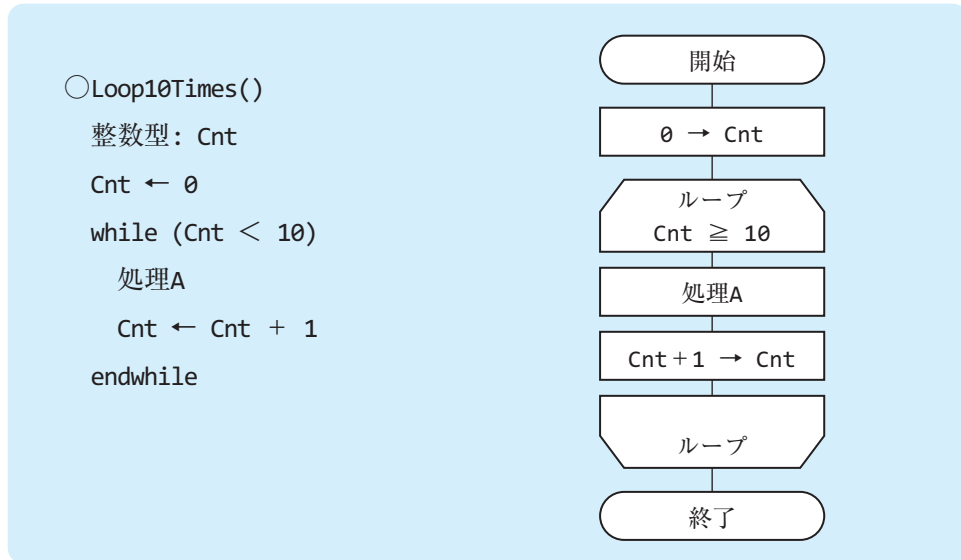 ○Loop10Times()
整数型: Cnt
Cnt ← 0
while (Cnt < 10)
処理A
Cnt ← Cnt + 1
endwhile
開始
0 → Cnt
ループ
Cnt ≧ 10
処理A
Cnt+1 → Cnt
ループ
終了